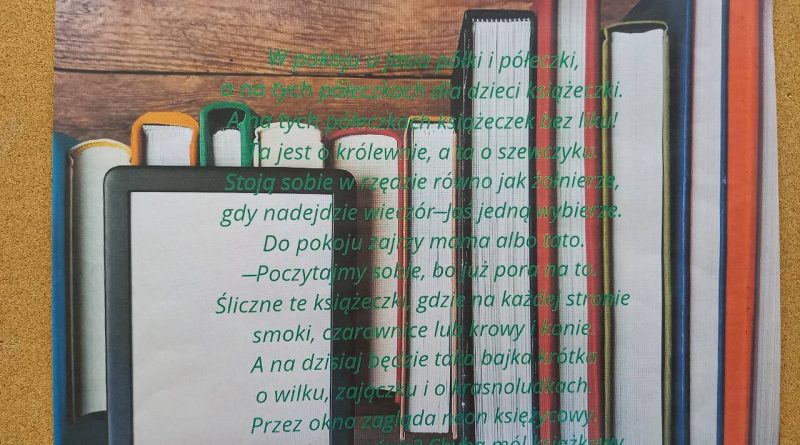 W pokoju u Jasia półki i półeczki,
a na tych półeczkach dla dzieci książeczki.
A na tych półeczkach książeczek bez liku!
Ta jest o królewnie, a ta o szewczyku.
Stoją sobie w rzędzie równo jak żołnierze,
gdy nadejdzie wieczór—Jaś jedną wybierze.
Do pokoju zajrzy mama albo tato.
—Poczytajmy sobie, bo już pora na to.
Śliczne te książeczki, gdzie na każdej stronie
smoki, czarownice lub krowy i konie.
A na dzisiaj będzie taka bajka krótka
o wilku, zajączku i o krasnoludkach.
Przez okno zagląda neon księżycowy.
Chyba mól książkowy